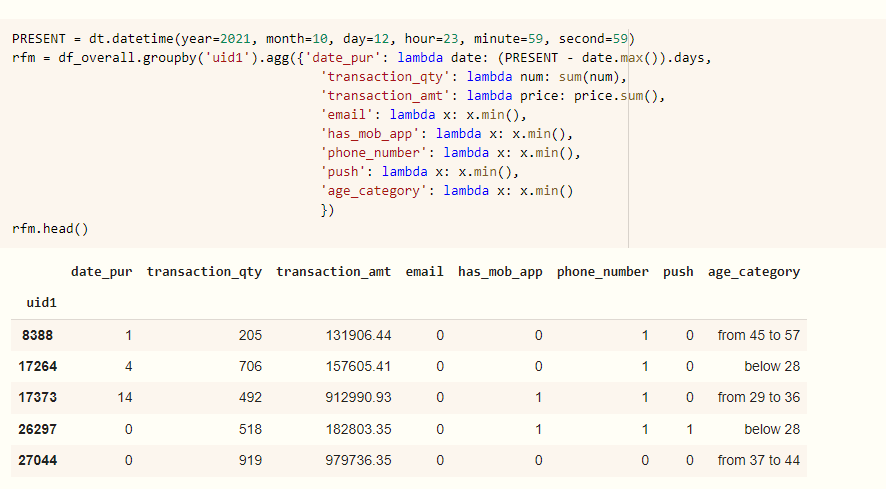 PRESENT = dt.datetime(year=2021, month=10, day=12, hour=23, minute=59, second=59)
rfm = df_overall.groupby('uid1').agg({'date_pur': lambda date: (PRESENT - date.max()).days,
'transaction_qty': lambda num: sum(num),
'transaction_amt': lambda price: price.sum(),
'email': lambda x: x.min(),
'has_mob_app': lambda x: x.min(),
'phone_number': lambda x: x.min(),
'push': lambda x: x.min(),
'age_category': lambda x: x.min()
})
rfm.head()
date_pur transaction_qty transaction_amt email has_mob_app phone_number push age_category
uid1
8388 1 205 131906.44 0 0 1 0 from 45 to 57
17264 4 706 157605.41 0 0 1 0 below 28
17373 14 492 912990.93 0 1 1 0 from 29 to 36
26297 0 518 182803.35 0 1 1 1 below 28
27044 0 919 979736.35 0 0 0 0 from 37 to 44